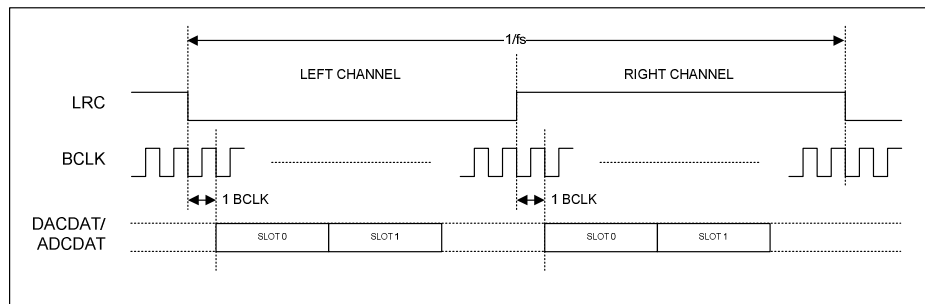 1/fs
LEFT CHANNEL
RIGHT CHANNEL
LRC
BCLK
1 BCLK
1 BCLK
DACDAT/
ADCDAT
SLOT 0
SLOT 1
SLOT 0
SLOT 1